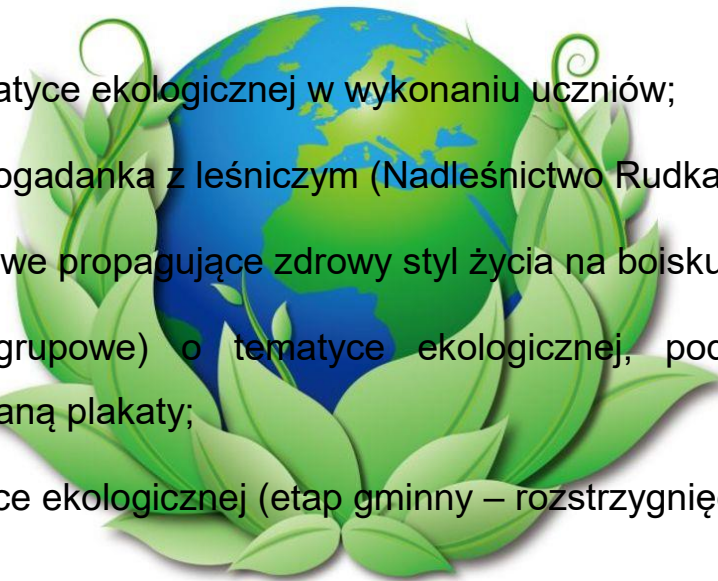 atyce ekologicznej w wykonaniu uczniów;
ogadanka z leśniczym (Nadleśnictwo Rudka
we propagujące zdrowy styl życia na boisku
grupowe) o tematyce ekologicznej, pod
aną plakaty;
ce ekologicznej (etap gminny – rozstrzygnię